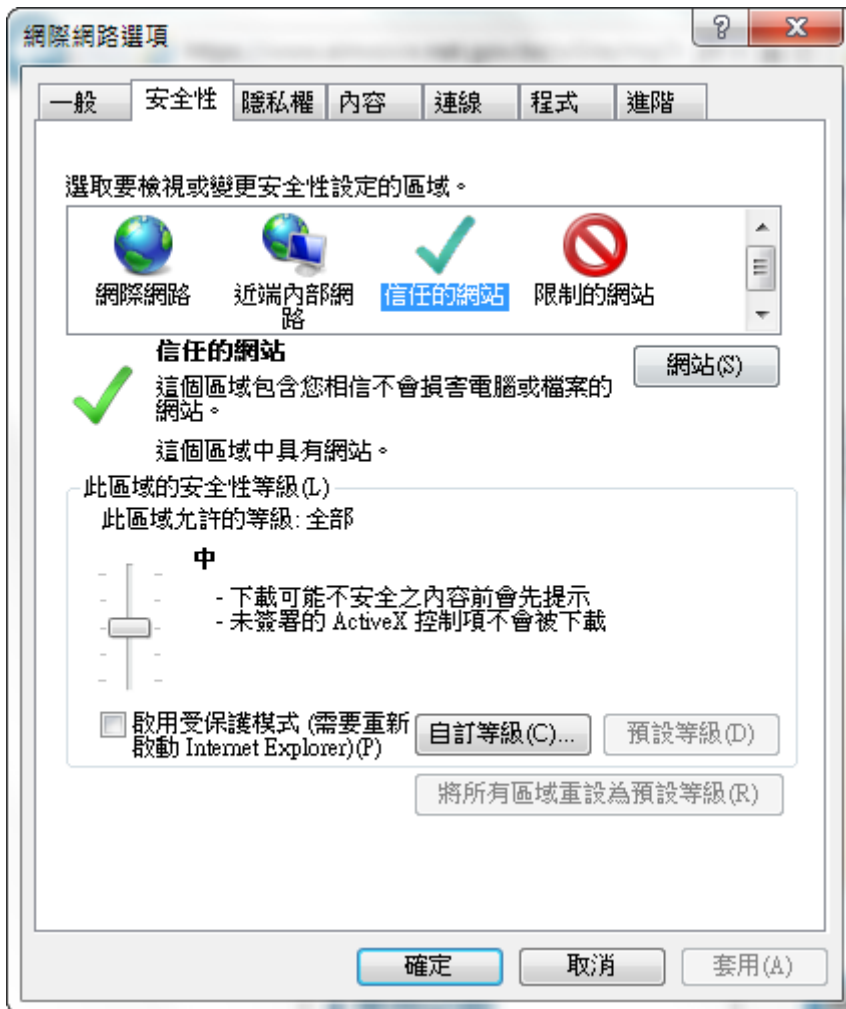 網際網路選項
一般 安全性 隱私權 內容 連線 程式 進階
選取要檢視或變更安全性設定的區域。
網際網路 近端內部網路 信任的網站 限制的網站
信任的網站
網站(S)
這個區域包含您相信不會損害電腦或檔案的
網站。
這個區域中具有網站。
此區域的安全性等級(L)
此區域允許的等級: 全部
中
- 下載可能不安全之內容前會先提示
- 未簽署的 ActiveX 控制項不會被下載
啟用受保護模式 (需要重新
啟動 Internet Explorer)(P)
自訂等級(C)... 預設等級(D)
將所有區域重設為預設等級(R)
確定 取消 套用(A)